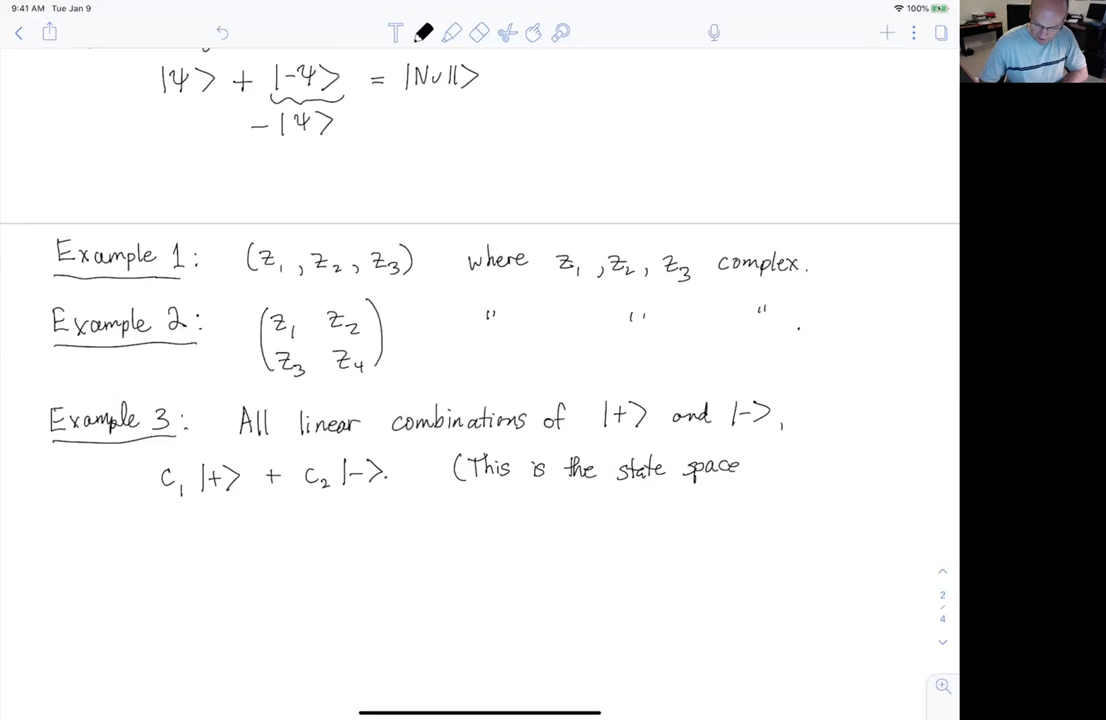 9:41 AM Tue Jan 9
100%
|ψ> + |-ψ> = |Null>
- |ψ>
Example 1: (z₁, z₂, z₃) where z₁, z₂, z₃ complex.
Example 2: (z₁ z₂ " " " .
z₃ z₄)
Example 3: All linear combinations of |+> and |->,
c₁ |+> + c₂ |->. (This is the state space
2
/
4